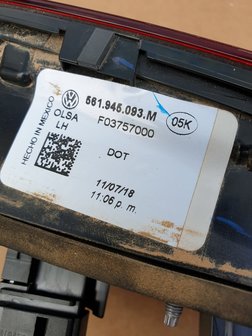 561.945.093.M
05K
OLSA
LH
F03757000
HECHO EN MEXICO
DOT
11/07/18
11:06 p. m.